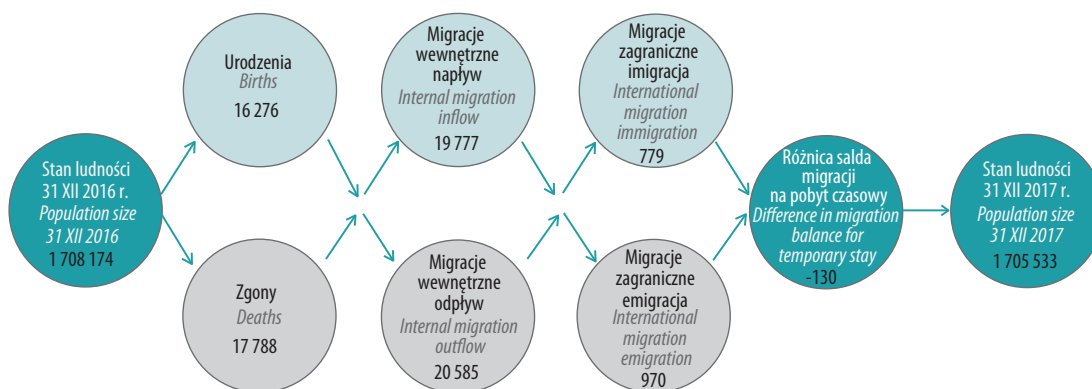 Stan ludności
31 XII 2016 r.
Population size
31 XII 2016
1 708 174
Urodzenia
Births
16 276
Zgony
Deaths
17 788
Migracje
wewnętrzne
napływ
Internal migration
inflow
19 777
Migracje
wewnętrzne
odpływ
Internal migration
outflow
20 585
Migracje
zagraniczne
imigracja
International
migration
immigration
779
Migracje
zagraniczne
emigracja
International
migration
emigration
970
Różnica salda
migracji
na pobyt czasowy
Difference in migration
balance for
temporary stay
-130
Stan ludności
31 XII 2017 r.
Population size
31 XII 2017
1 705 533